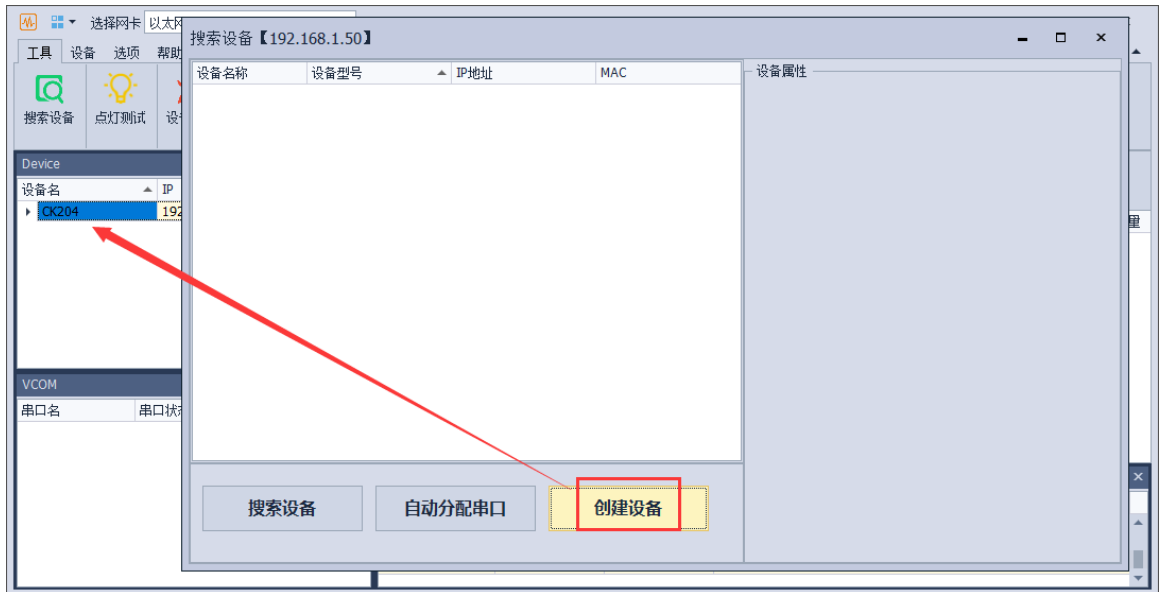 选择网卡 以太网
工具 设备 选项 帮助
搜索设备 点灯测试 设
Device
设备名 IP
CK204 192
VCOM
串口名 串口状
搜索设备【192.168.1.50】
设备名称 设备型号 IP地址 MAC
设备属性
搜索设备 自动分配串口 创建设备
量